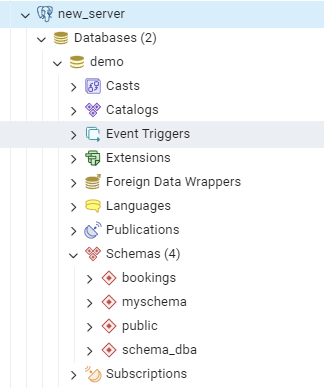 new_server
Databases (2)
demo
Casts
Catalogs
Event Triggers
Extensions
Foreign Data Wrappers
Languages
Publications
Schemas (4)
bookings
myschema
public
schema_dba
Subscriptions